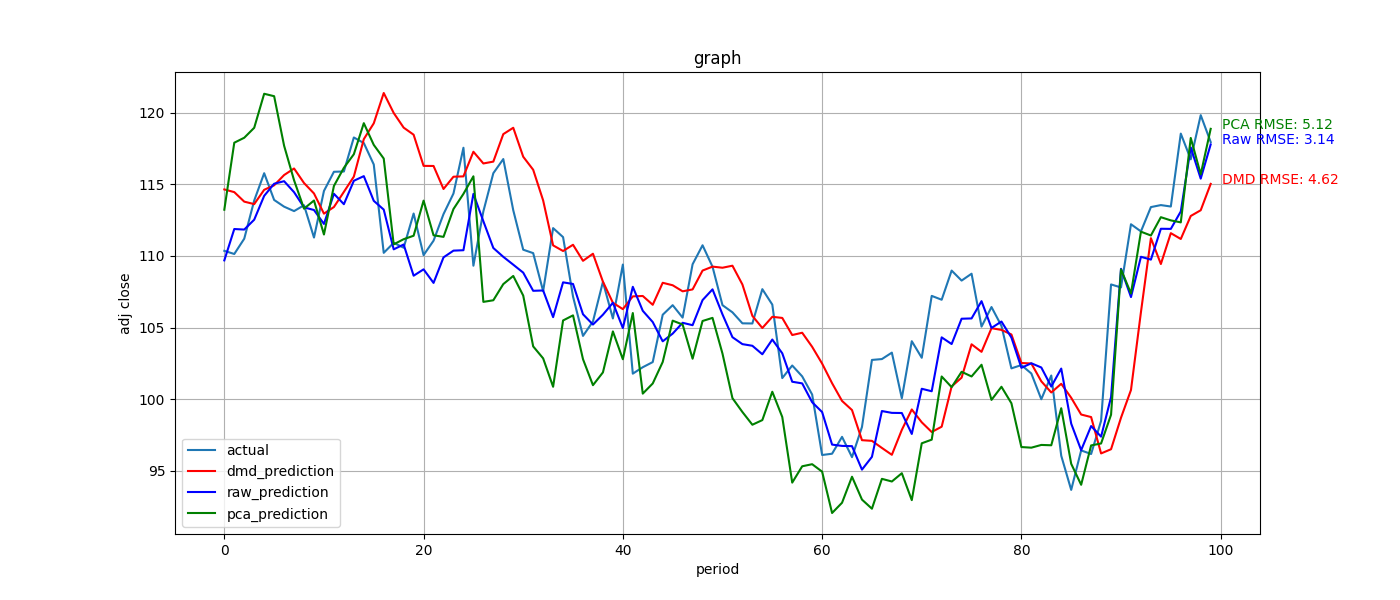 graph
adj close
120
115
110
105
100
95
PCA RMSE: 5.12
Raw RMSE: 3.14
DMD RMSE: 4.62
actual
dmd_prediction
raw_prediction
pca_prediction
0 20 40 60 80 100
period